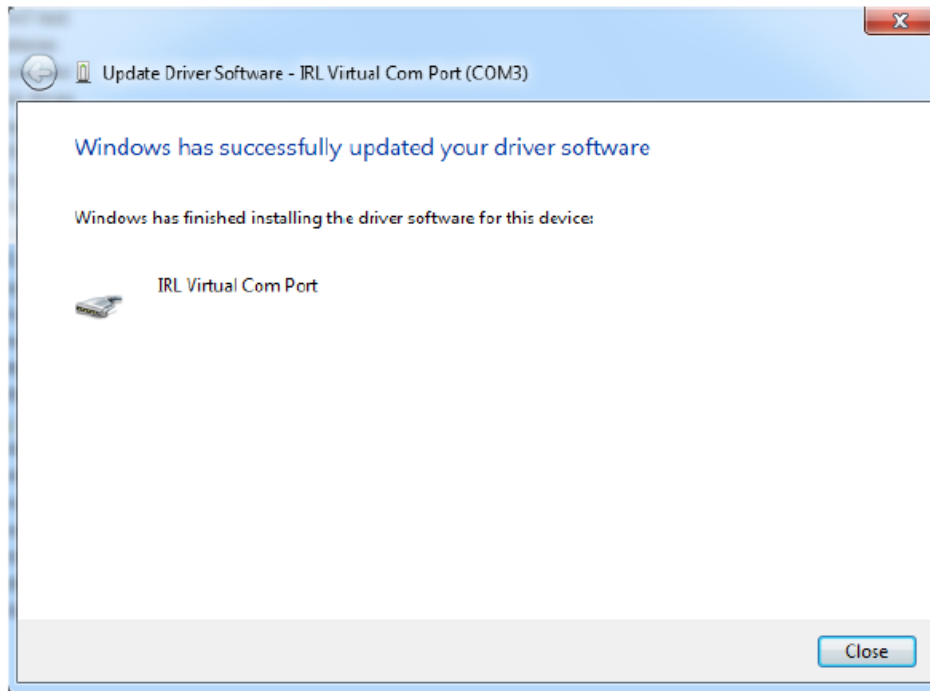 Update Driver Software - IRL Virtual Com Port (COM3)
Windows has successfully updated your driver software
Windows has finished installing the driver software for this device:
IRL Virtual Com Port
Close